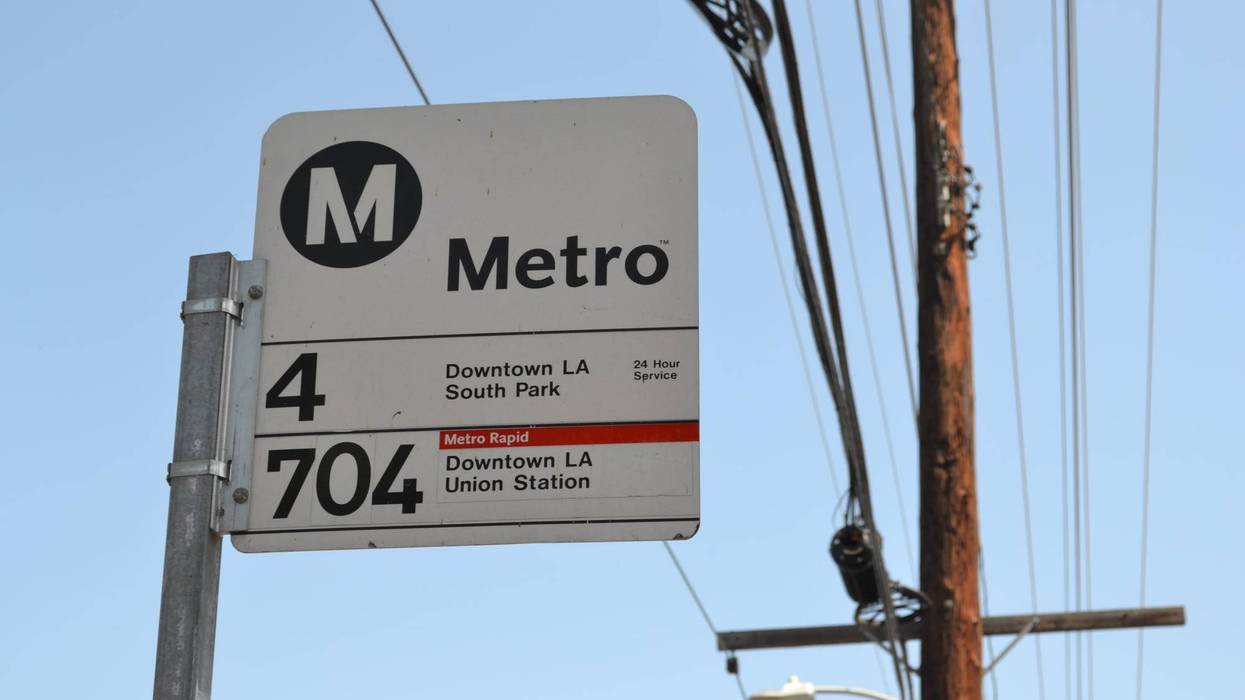 M
Metro™
4 Downtown LA 24 Hour
South Park Service
Metro Rapid
704 Downtown LA
Union Station